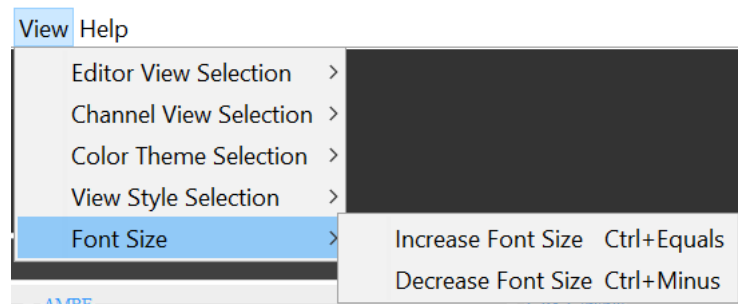 View Help
Editor View Selection
Channel View Selection
Color Theme Selection
View Style Selection
Font Size
Increase Font Size Ctrl+Equals
Decrease Font Size Ctrl+Minus